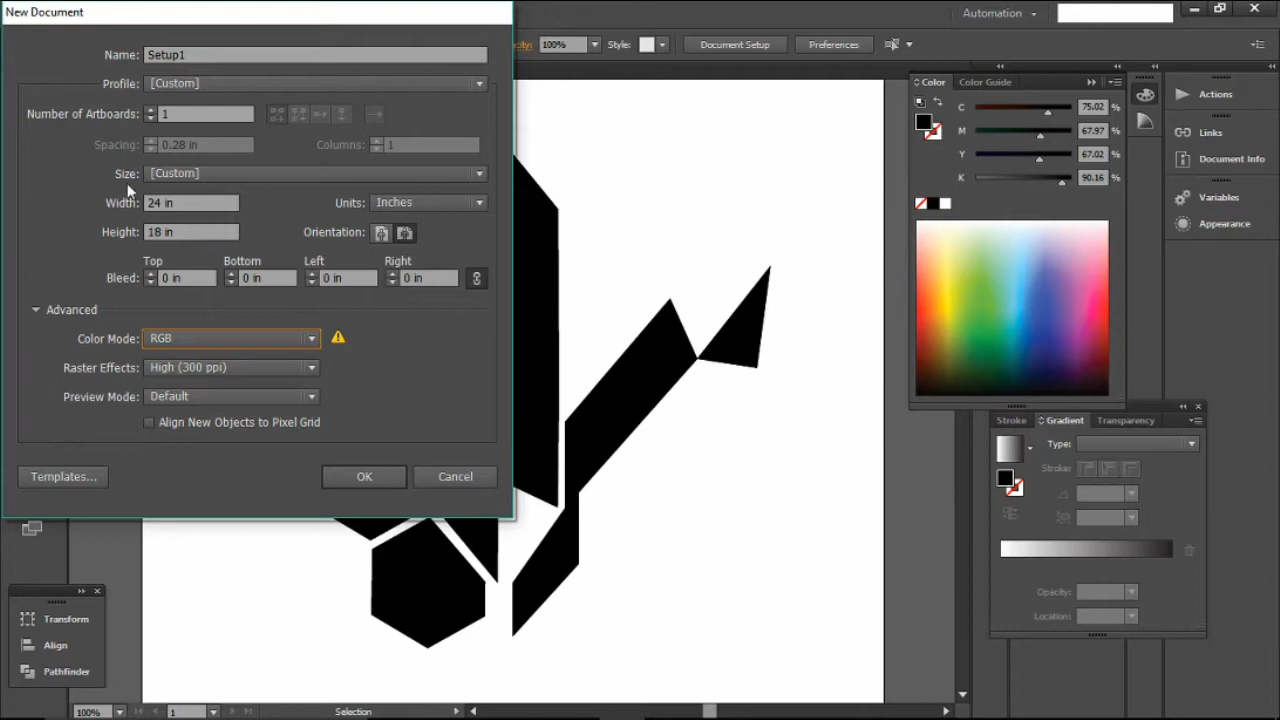 New Document
Name: Setup1
Profile: [Custom]
Number of Artboards: 1
Spacing: 0.28 in Columns: 1
Size: [Custom]
Width: 24 in Units: Inches
Height: 18 in Orientation:
Top Bottom Left Right
Bleed: 0 in 0 in 0 in 0 in
Advanced
Color Mode: RGB
Raster Effects: High (300 ppi)
Preview Mode: Default
Align New Objects to Pixel Grid
Templates... OK Cancel
Automation
100% Style: Document Setup Preferences
Color Color Guide
C 75.02 %
M 67.97 %
Y 67.02 %
K 90.16 %
Actions
Links
Document Info
Variables
Appearance
Stroke Gradient Transparency
Type:
Stroke:
Opacity:
Location:
Transform
Align
Pathfinder
100% 1 Selection